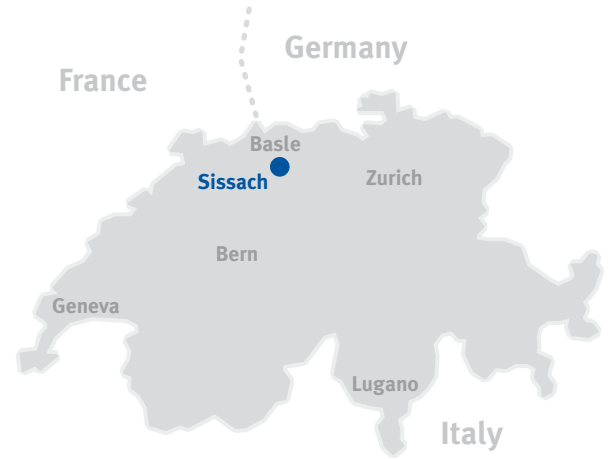 Germany
France
Basle
Sissach
Zurich
Bern
Geneva
Lugano
Italy